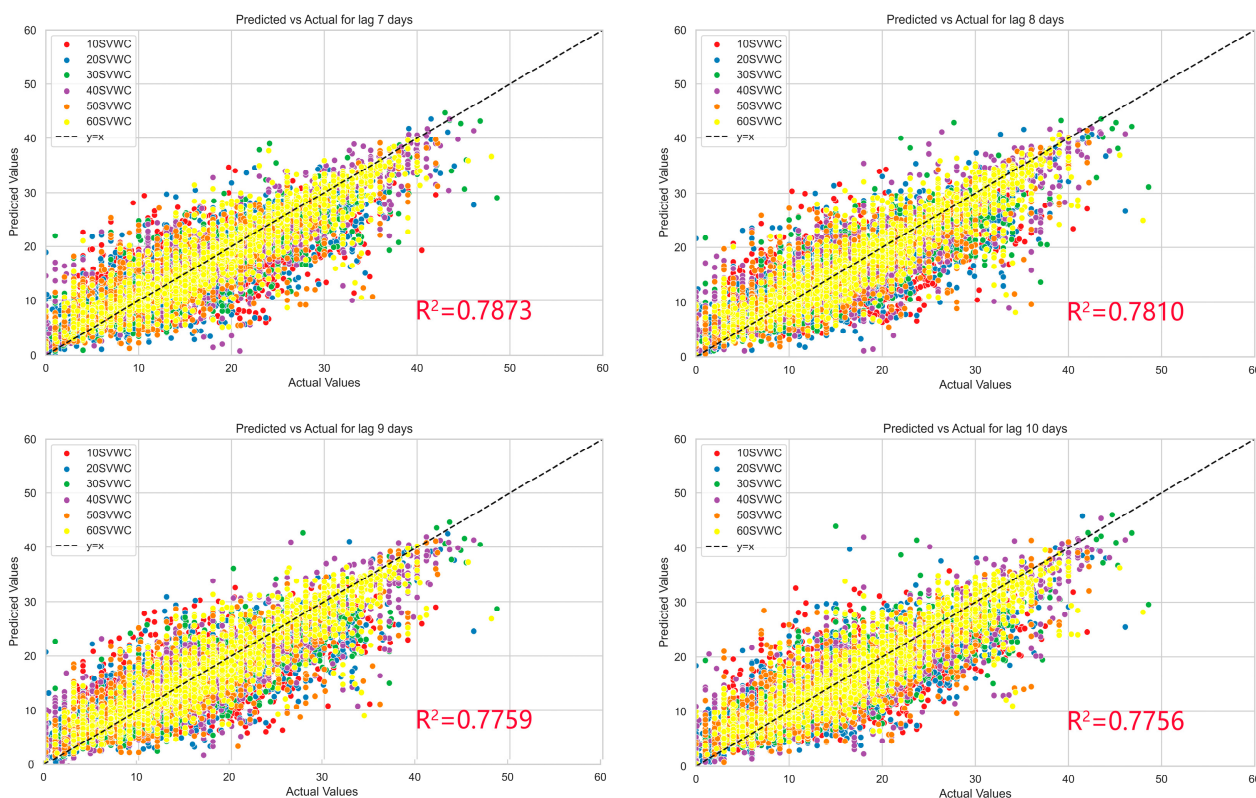 Predicted vs Actual for lag 7 days
60
50
40
30
20
10
0
Prediced Values
10SVWC
20SVWC
30SVWC
40SVWC
50SVWC
60SVWC
y=x
R²=0.7873
0 10 20 30 40 50 60
Actual Values
Predicted vs Actual for lag 8 days
60
50
40
30
20
10
0
Prediced Values
10SVWC
20SVWC
30SVWC
40SVWC
50SVWC
60SVWC
y=x
R²=0.7810
0 10 20 30 40 50 60
Actual Values
Predicted vs Actual for lag 9 days
60
50
40
30
20
10
0
Prediced Values
10SVWC
20SVWC
30SVWC
40SVWC
50SVWC
60SVWC
y=x
R²=0.7759
0 10 20 30 40 50 60
Actual Values
Predicted vs Actual for lag 10 days
60
50
40
30
20
10
0
Prediced Values
10SVWC
20SVWC
30SVWC
40SVWC
50SVWC
60SVWC
y=x
R²=0.7756
0 10 20 30 40 50 60
Actual Values